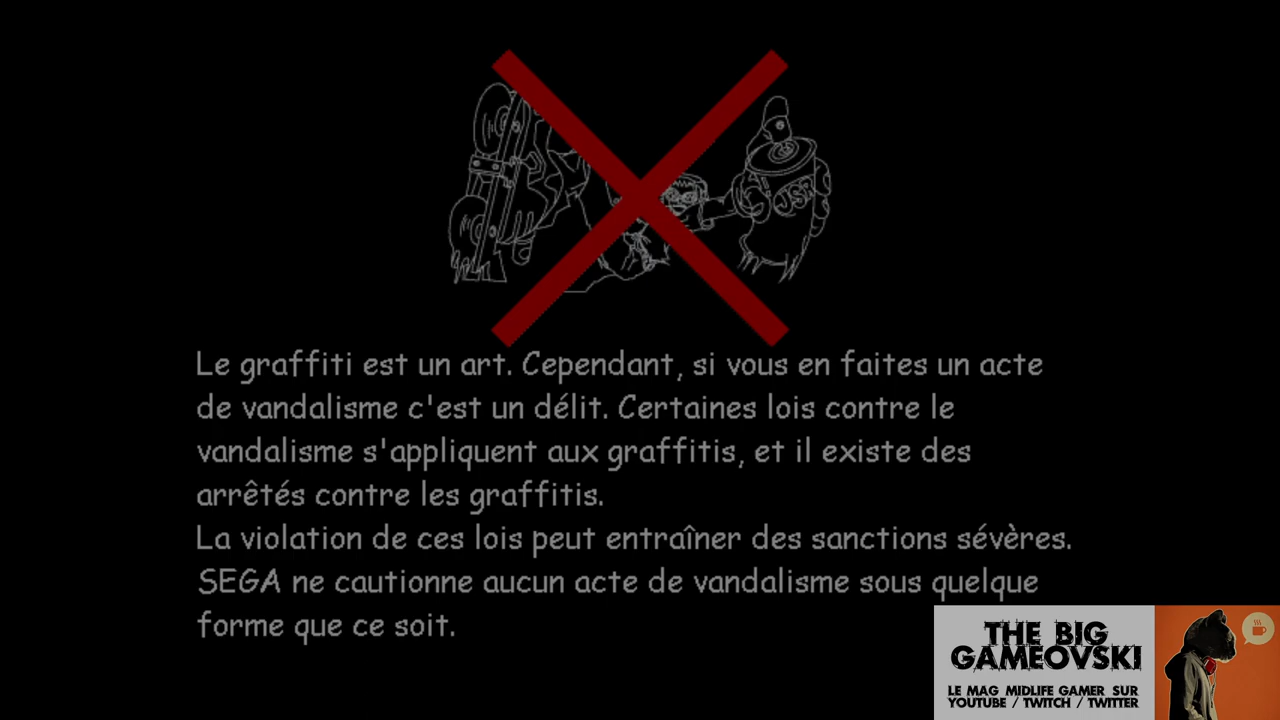 JSR
Le graffiti est un art. Cependant, si vous en faites un acte
de vandalisme c'est un délit. Certaines lois contre le
vandalisme s'appliquent aux graffitis, et il existe des
arrêtés contre les graffitis.
La violation de ces lois peut entraîner des sanctions sévères.
SEGA ne cautionne aucun acte de vandalisme sous quelque
forme que ce soit.
THE BIG
GAMEOVSKI
LE MAG MIDLIFE GAMER SUR
YOUTUBE / TWITCH / TWITTER